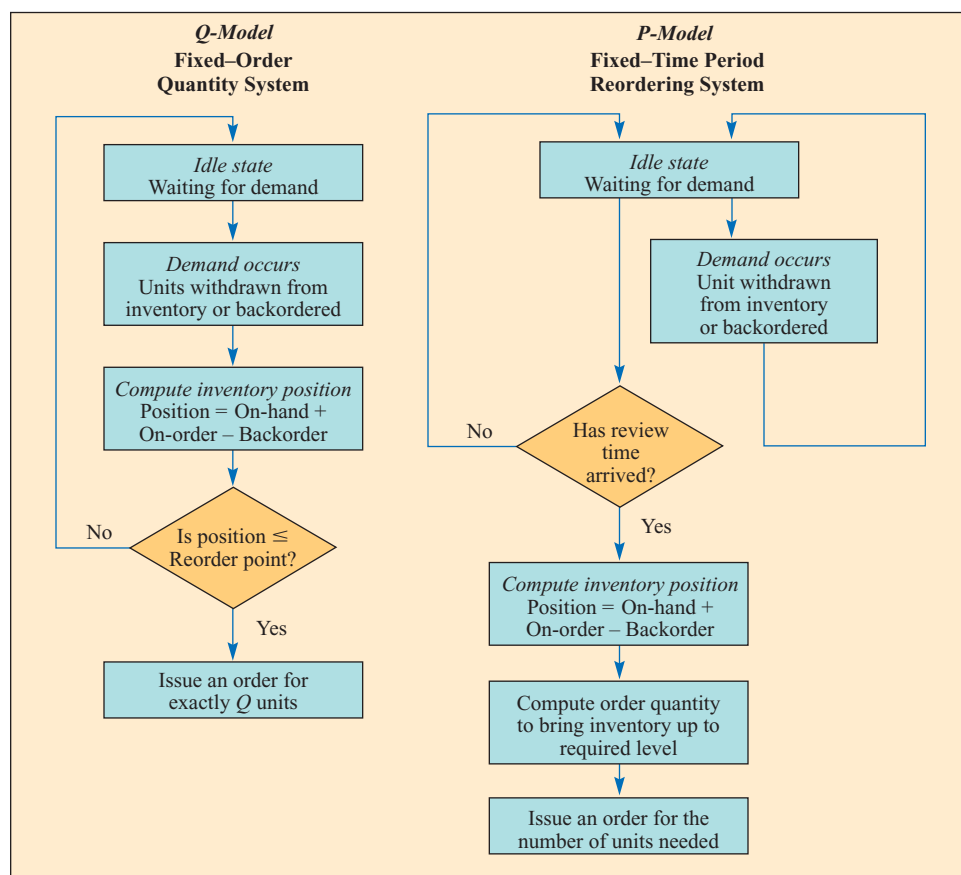 Q-Model
Fixed–Order
Quantity System
Idle state
Waiting for demand
Demand occurs
Units withdrawn from
inventory or backordered
Compute inventory position
Position = On-hand +
On-order – Backorder
No
Is position ≤
Reorder point?
Yes
Issue an order for
exactly Q units
P-Model
Fixed–Time Period
Reordering System
Idle state
Waiting for demand
Demand occurs
Unit withdrawn
from inventory
or backordered
No
Has review
time
arrived?
Yes
Compute inventory position
Position = On-hand +
On-order – Backorder
Compute order quantity
to bring inventory up to
required level
Issue an order for the
number of units needed